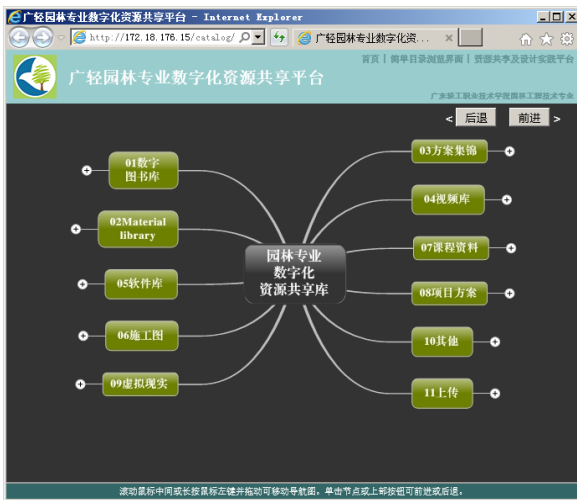 广轻园林专业数字化资源共享平台 - Internet Explorer
http://172.18.176.15/catalog/
广轻园林专业数字化资...
首页 | 简单目录浏览界面 | 资源共享及设计实践平台
广轻园林专业数字化资源共享平台
广东轻工职业技术学院园林工程技术专业
< 后退 前进 >
01数字
图书库
02Material
library
05软件库
06施工图
09虚拟现实
园林专业
数字化
资源共享库
03方案集锦
04视频库
07课程资料
08项目方案
10其他
11上传
滚动鼠标中间或长按鼠标左键并拖动可移动导航图。单击节点或上部按钮可前进或后退。